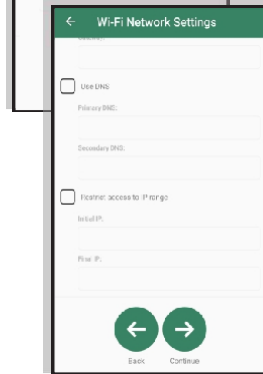 Wi-Fi Network Settings
Use DNS
Primary DNS:
Secondary DNS:
Restrict access to IP range
Initial IP:
Final IP:
Back Continue